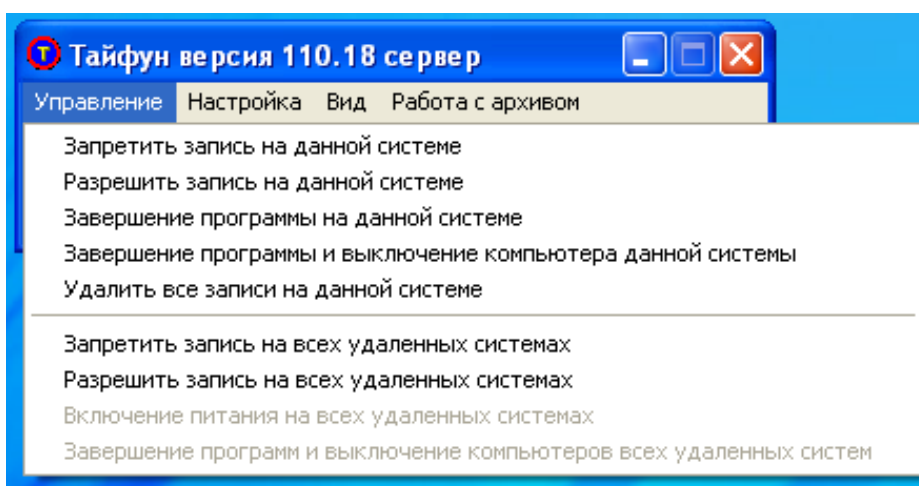 Тайфун версия 110.18 сервер
Управление Настройка Вид Работа с архивом
Запретить запись на данной системе
Разрешить запись на данной системе
Завершение программы на данной системе
Завершение программы и выключение компьютера данной системы
Удалить все записи на данной системе
Запретить запись на всех удаленных системах
Разрешить запись на всех удаленных системах
Включение питания на всех удаленных системах
Завершение программ и выключение компьютеров всех удаленных систем